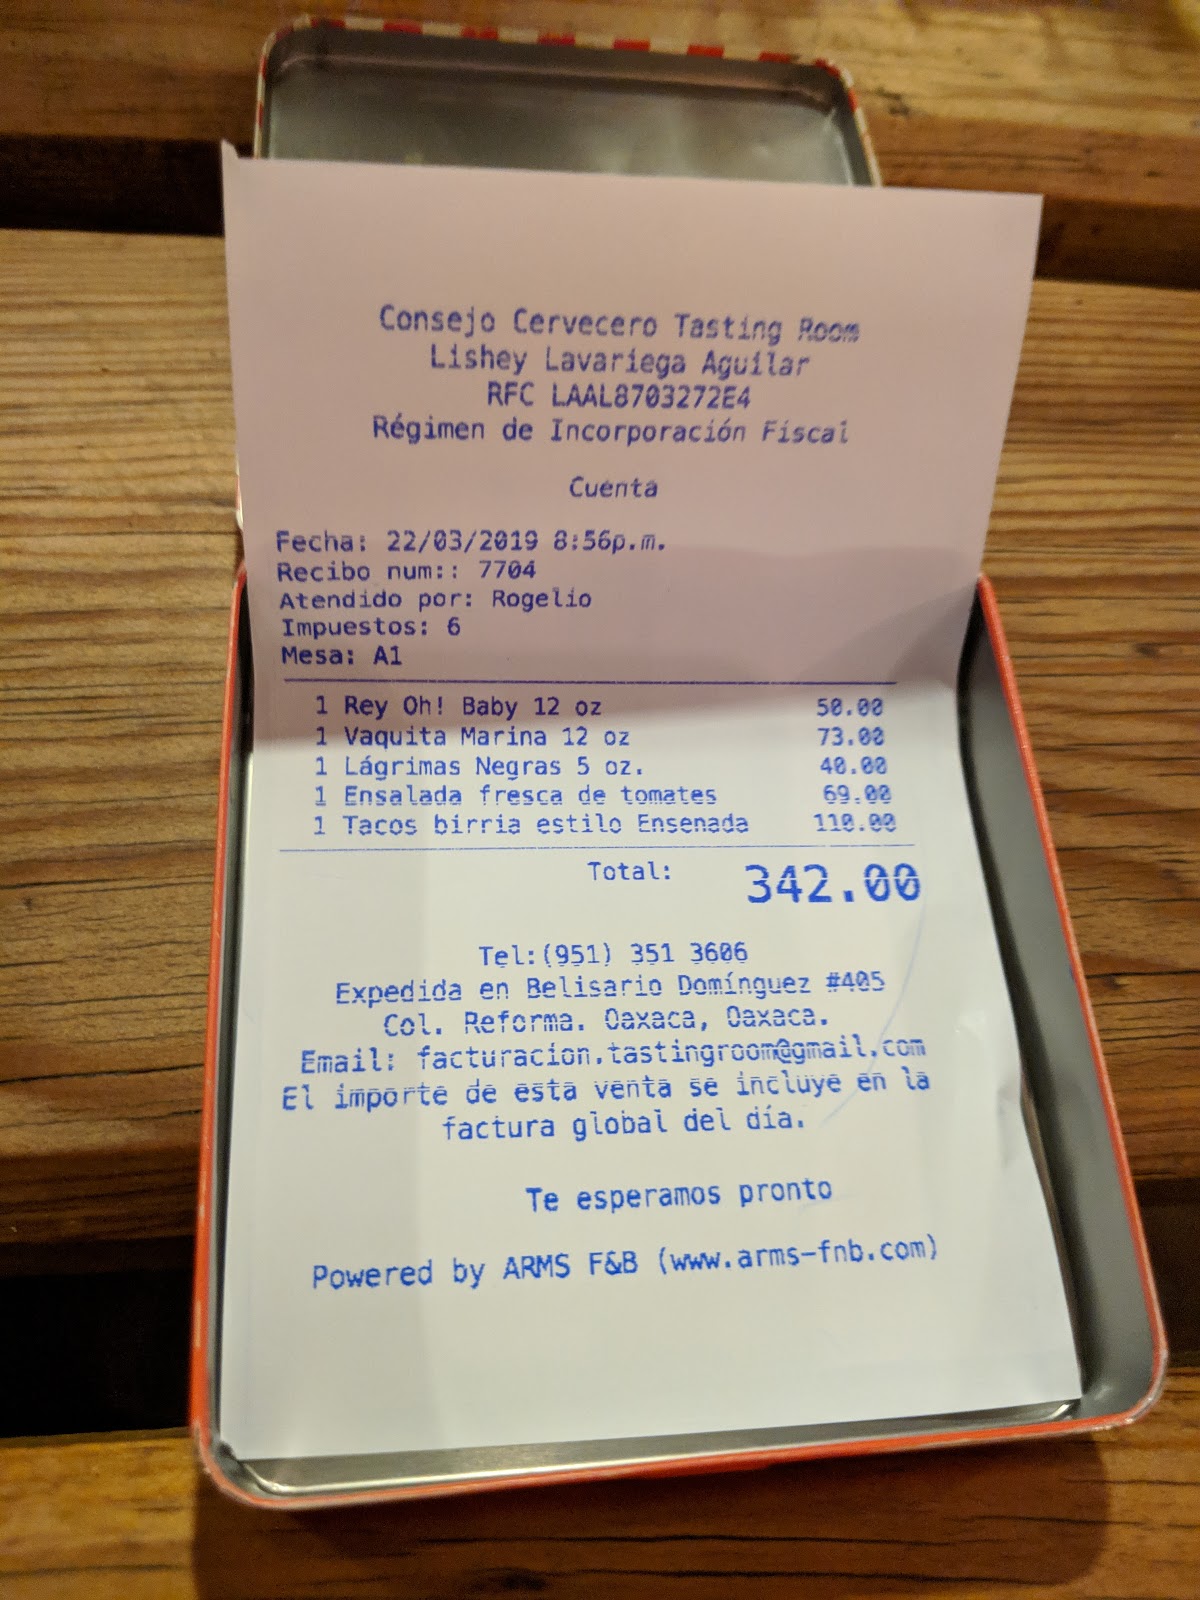 Consejo Cervecero Tasting Room
Lishey Lavariega Aguilar
RFC LAAL8703272E4
Régimen de Incorporación Fiscal
Cuenta
Fecha: 22/03/2019 8:56p.m.
Recibo num:: 7704
Atendido por: Rogelio
Impuestos: 6
Mesa: A1
1 Rey Oh! Baby 12 oz 50.00
1 Vaquita Marina 12 oz 73.00
1 Lágrimas Negras 5 oz. 40.00
1 Ensalada fresca de tomates 69.00
1 Tacos birria estilo Ensenada 110.00
Total: 342.00
Tel:(951) 351 3606
Expedida en Belisario Domínguez #405
Col. Reforma. Oaxaca, Oaxaca.
Email: facturacion.tastingroom@gmail.com
El importe de esta venta se incluye en la
factura global del día.
Te esperamos pronto
Powered by ARMS F&B (www.arms-fnb.com)